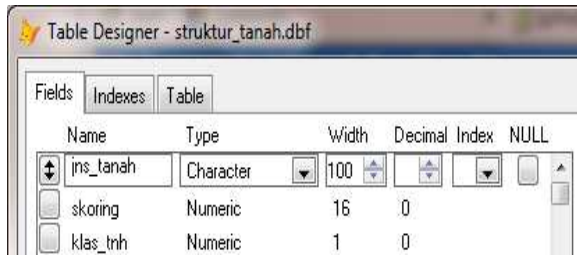 Table Designer - struktur_tanah.dbf
Fields Indexes Table
Name Type Width Decimal Index NULL
jns_tanah Character 100
skoring Numeric 16 0
klas_tnh Numeric 1 0